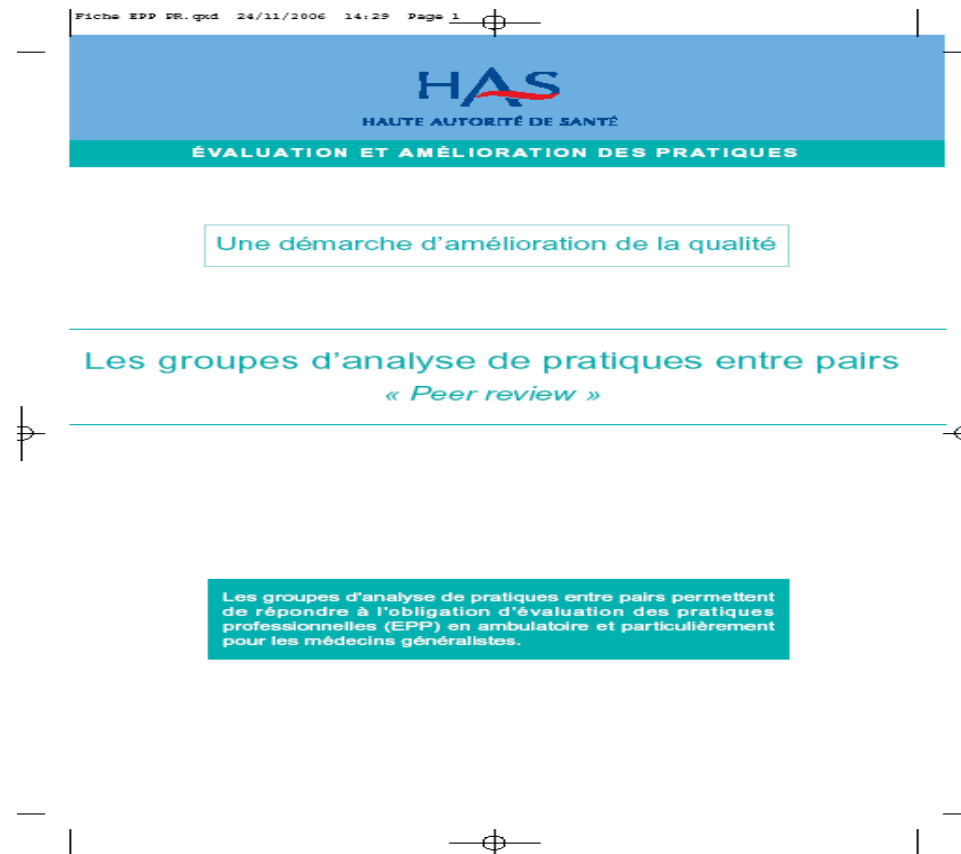 Fiche EPP PR.qxd 24/11/2006 14:29 Page 1
HAS
HAUTE AUTORITÉ DE SANTÉ
ÉVALUATION ET AMÉLIORATION DES PRATIQUES
Une démarche d'amélioration de la qualité
Les groupes d'analyse de pratiques entre pairs
« Peer review »
Les groupes d'analyse de pratiques entre pairs permettent
de répondre à l'obligation d'évaluation des pratiques
professionnelles (EPP) en ambulatoire et particulièrement
pour les médecins généralistes.